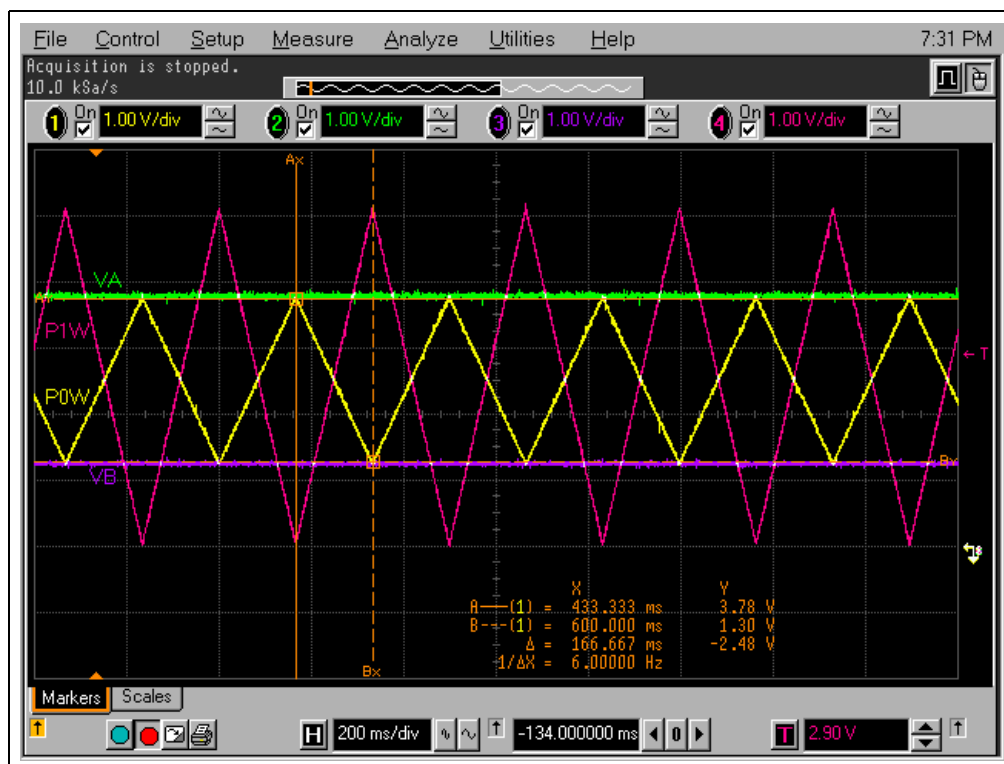 File Control Setup Measure Analyze Utilities Help 7:31 PM
Acquisition is stopped.
10.0 kSa/s
1 On 1.00 V/div 2 On 1.00 V/div 3 On 1.00 V/div 4 On 1.00 V/div
Ax
VA
P1W
T
P0W
Bx
VB
X Y
A—(1) = 433.333 ms 3.78 V
B---(1) = 600.000 ms 1.30 V
Δ = 166.667 ms -2.48 V
1/ΔX = 6.00000 Hz
Bx
Markers Scales
H 200 ms/div -134.000000 ms 0 T 2.90 V